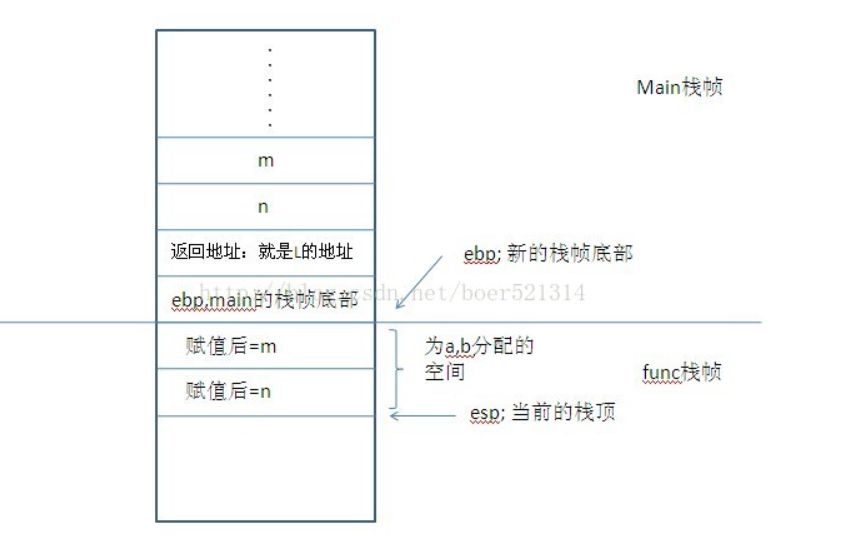 Main栈帧
m
n
返回地址：就是L的地址
ebp; 新的栈帧底部
http://blog.csdn.net/boer521314
ebp,main的栈帧底部
赋值后=m
为a,b分配的
空间
赋值后=n
func栈帧
esp; 当前的栈顶